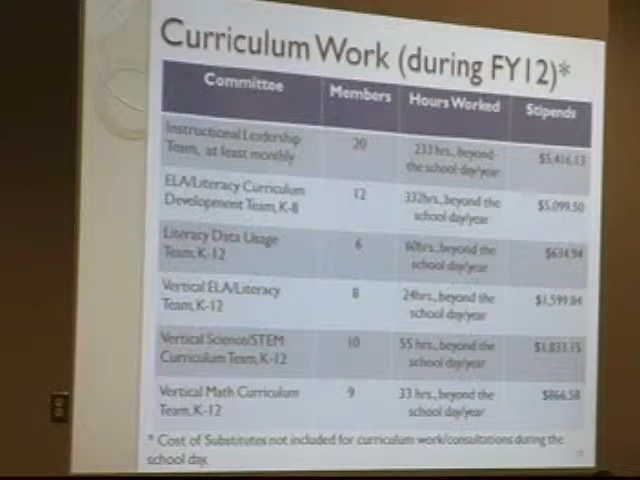 Curriculum Work (during FY12)*
Committee Members Hours Worked Stipends
Instructional Leadership
Team, at least monthly
20
233 hrs., beyond
the school day/year
$5,416.13
ELA/Literacy Curriculum
Development Team, K-8
12
332hrs., beyond the
school day/year
$5,099.50
Literacy Data Usage
Team, K-12
6
60hrs., beyond the
school day/year
$634.94
Vertical ELA/Literacy
Team, K-12
8
24hrs., beyond the
school day/year
$1,599.84
Vertical Science/STEM
Curriculum Team, K-12
10
55 hrs., beyond the
school day/year
Vertical Math Curriculum
Team, K-12
9
33 hrs., beyond the
school day/year
$866.58
* Cost of Substitutes not included for curriculum work/consultations during the
school day.